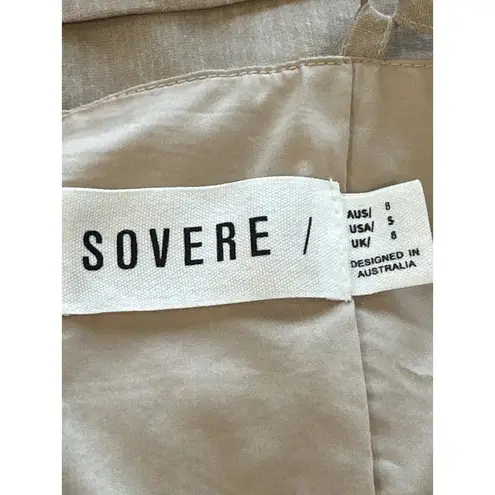 SOVERE /
AUS/ 8
USA/ S
UK/ 8
DESIGNED IN
AUSTRALIA